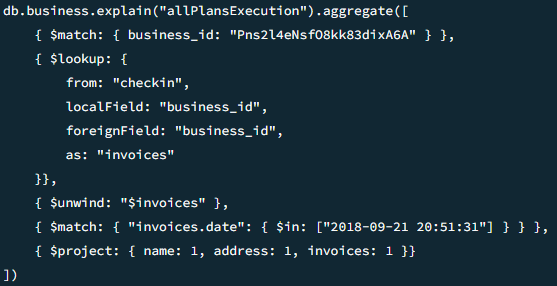 db.business.explain("allPlansExecution").aggregate([
    { $match: { business_id: "Pns2l4eNsfO8kk83dixA6A" } },
    { $lookup: {
        from: "checkin",
        localField: "business_id",
        foreignField: "business_id",
        as: "invoices"
    }},
    { $unwind: "$invoices" },
    { $match: { "invoices.date": { $in: ["2018-09-21 20:51:31"] } } },
    { $project: { name: 1, address: 1, invoices: 1 }}
])